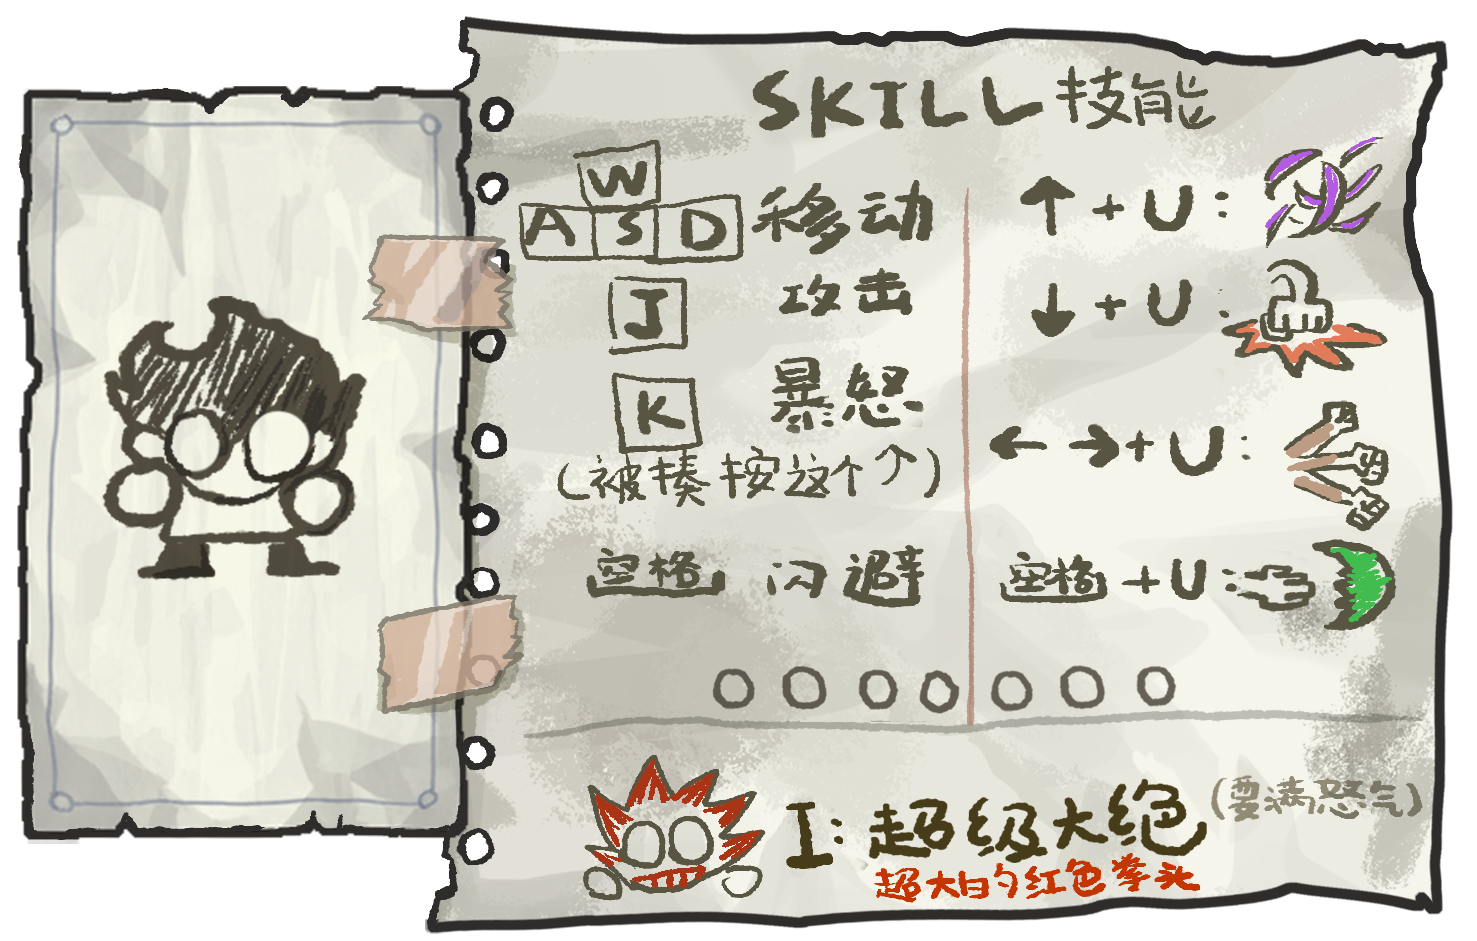 SKILL 技能
W
A S D 移动
J 攻击
K 暴怒
(被揍按这个个)
空格 闪避
↑+U:
↓+U:
← →+U:
空格+U:
I:超级大绝(要满怒气)
超大的红色拳头